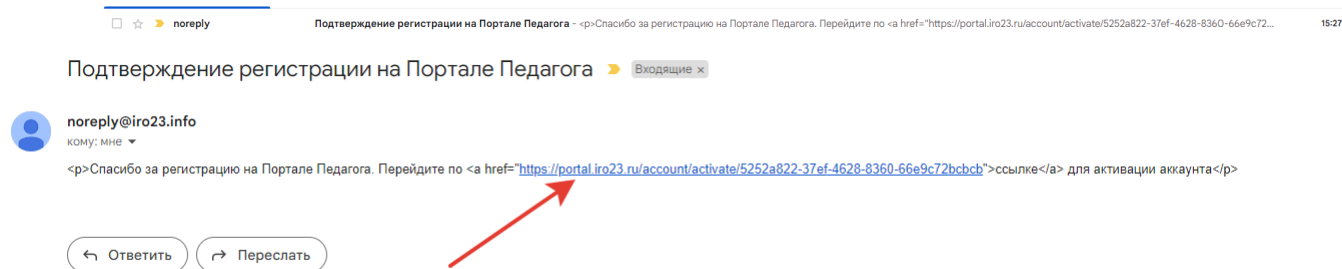 noreply Подтверждение регистрации на Портале Педагога - <p>Спасибо за регистрацию на Портале Педагога. Перейдите по <a href="https://portal.iro23.ru/account/activate/5252a822-37ef-4628-8360-66e9c72... 15:27
Подтверждение регистрации на Портале Педагога Входящие ×
noreply@iro23.info
кому: мне
<p>Спасибо за регистрацию на Портале Педагога. Перейдите по <a href="https://portal.iro23.ru/account/activate/5252a822-37ef-4628-8360-66e9c72bcbcb">ссылке</a> для активации аккаунта</p>
Ответить Переслать